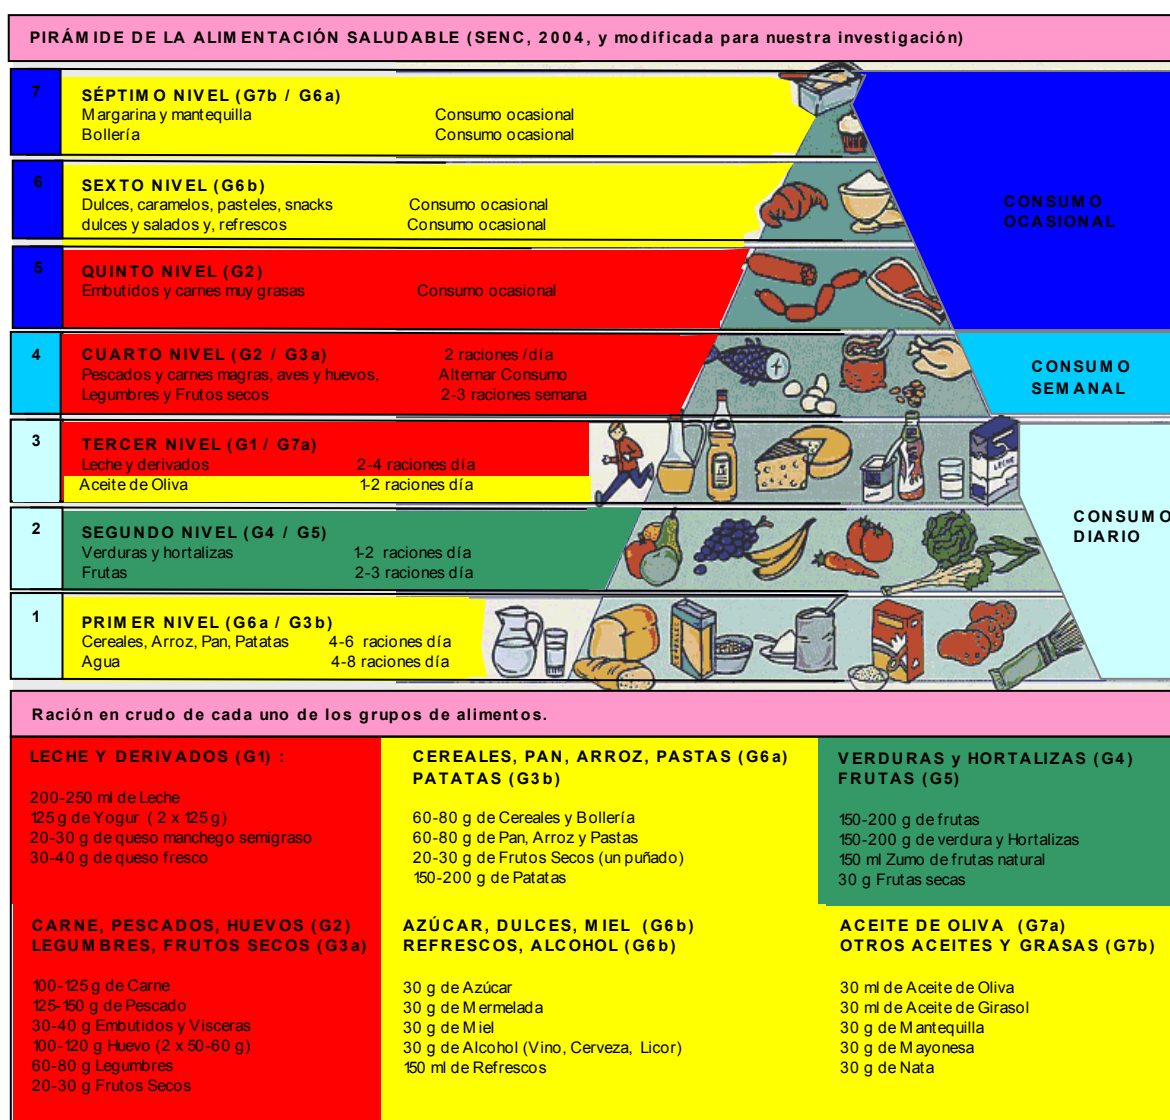 PIRÁMIDE DE LA ALIMENTACIÓN SALUDABLE (SENC, 2004, y modificada para nuestra investigación)
7
SÉPTIMO NIVEL (G7b / G6a)
Margarina y mantequilla Consumo ocasional
Bollería Consumo ocasional
6
SEXTO NIVEL (G6b)
Dulces, caramelos, pasteles, snacks Consumo ocasional
dulces y salados y, refrescos Consumo ocasional
CONSUMO
OCASIONAL
5
QUINTO NIVEL (G2)
Embutidos y carnes muy grasas Consumo ocasional
4
CUARTO NIVEL (G2 / G3a) 2 raciones /día
Pescados y carnes magras, aves y huevos, Alternar Consumo
Legumbres y Frutos secos 2-3 raciones semana
CONSUMO
SEMANAL
3
TERCER NIVEL (G1 / G7a)
Leche y derivados 2-4 raciones día
Aceite de Oliva 1-2 raciones día
LECHE
2
SEGUNDO NIVEL (G4 / G5)
Verduras y hortalizas 1-2 raciones día
Frutas 2-3 raciones día
CONSUMO
DIARIO
1
PRIMER NIVEL (G6a / G3b)
Cereales, Arroz, Pan, Patatas 4-6 raciones día
Agua 4-8 raciones día
Ración en crudo de cada uno de los grupos de alimentos.
LECHE Y DERIVADOS (G1) :
200-250 ml de Leche
125 g de Yogur ( 2 x 125 g)
20-30 g de queso manchego semigraso
30-40 g de queso fresco
CEREALES, PAN, ARROZ, PASTAS (G6a)
PATATAS (G3b)
60-80 g de Cereales y Bollería
60-80 g de Pan, Arroz y Pastas
20-30 g de Frutos Secos (un puñado)
150-200 g de Patatas
VERDURAS y HORTALIZAS (G4)
FRUTAS (G5)
150-200 g de frutas
150-200 g de verdura y Hortalizas
150 ml Zumo de frutas natural
30 g Frutas secas
CARNE, PESCADOS, HUEVOS (G2)
LEGUMBRES, FRUTOS SECOS (G3a)
100-125 g de Carne
125-150 g de Pescado
30-40 g Embutidos y Visceras
100-120 g Huevo (2 x 50-60 g)
60-80 g Legumbres
20-30 g Frutos Secos
AZÚCAR, DULCES, MIEL (G6b)
REFRESCOS, ALCOHOL (G6b)
30 g de Azúcar
30 g de Mermelada
30 g de Miel
30 g de Alcohol (Vino, Cerveza, Licor)
150 ml de Refrescos
ACEITE DE OLIVA (G7a)
OTROS ACEITES Y GRASAS (G7b)
30 ml de Aceite de Oliva
30 ml de Aceite de Girasol
30 g de Mantequilla
30 g de Mayonesa
30 g de Nata